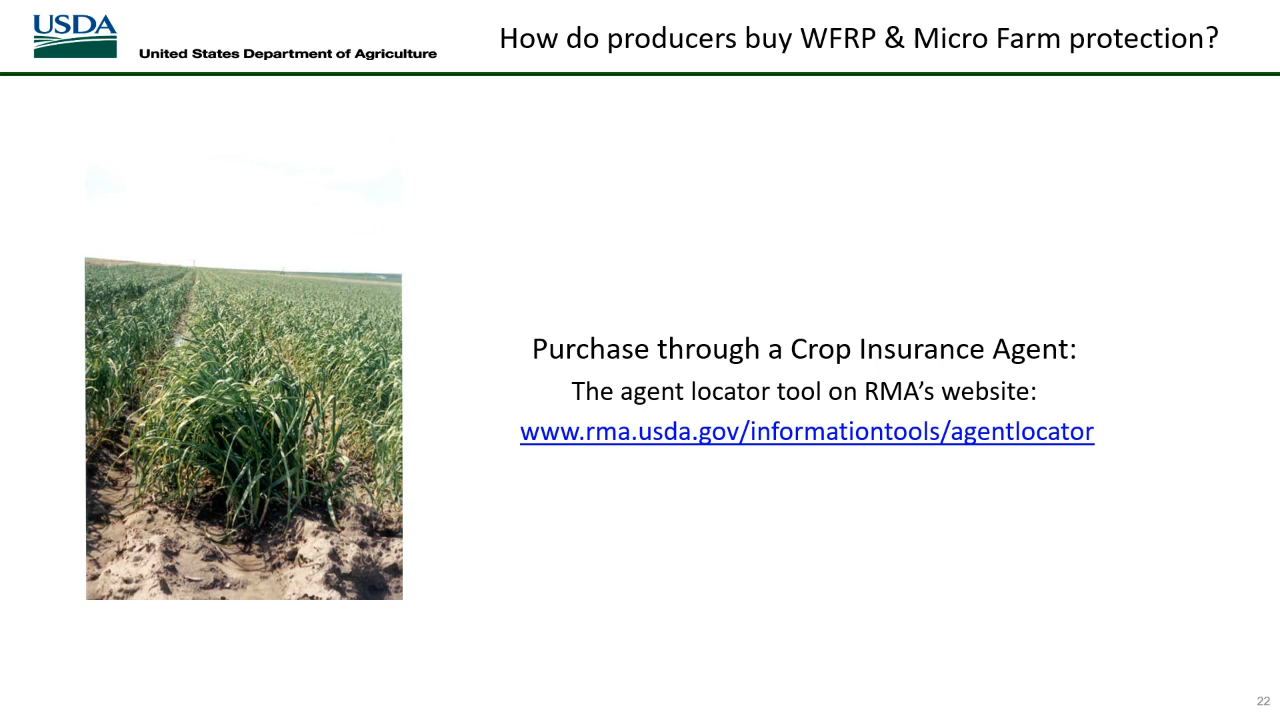 USDA
United States Department of Agriculture
How do producers buy WFRP & Micro Farm protection?
Purchase through a Crop Insurance Agent:
The agent locator tool on RMA’s website:
www.rma.usda.gov/informationtools/agentlocator
22